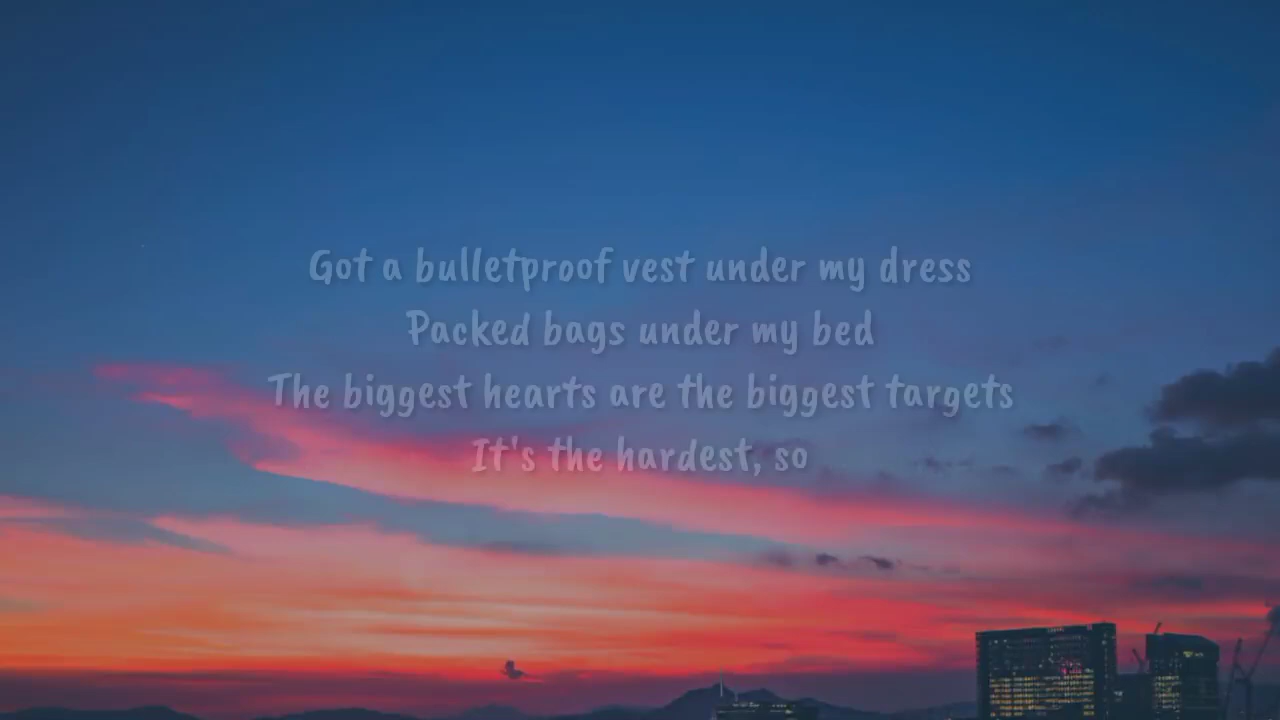 Got a bulletproof vest under my dress
Packed bags under my bed
The biggest hearts are the biggest targets
It's the hardest, so